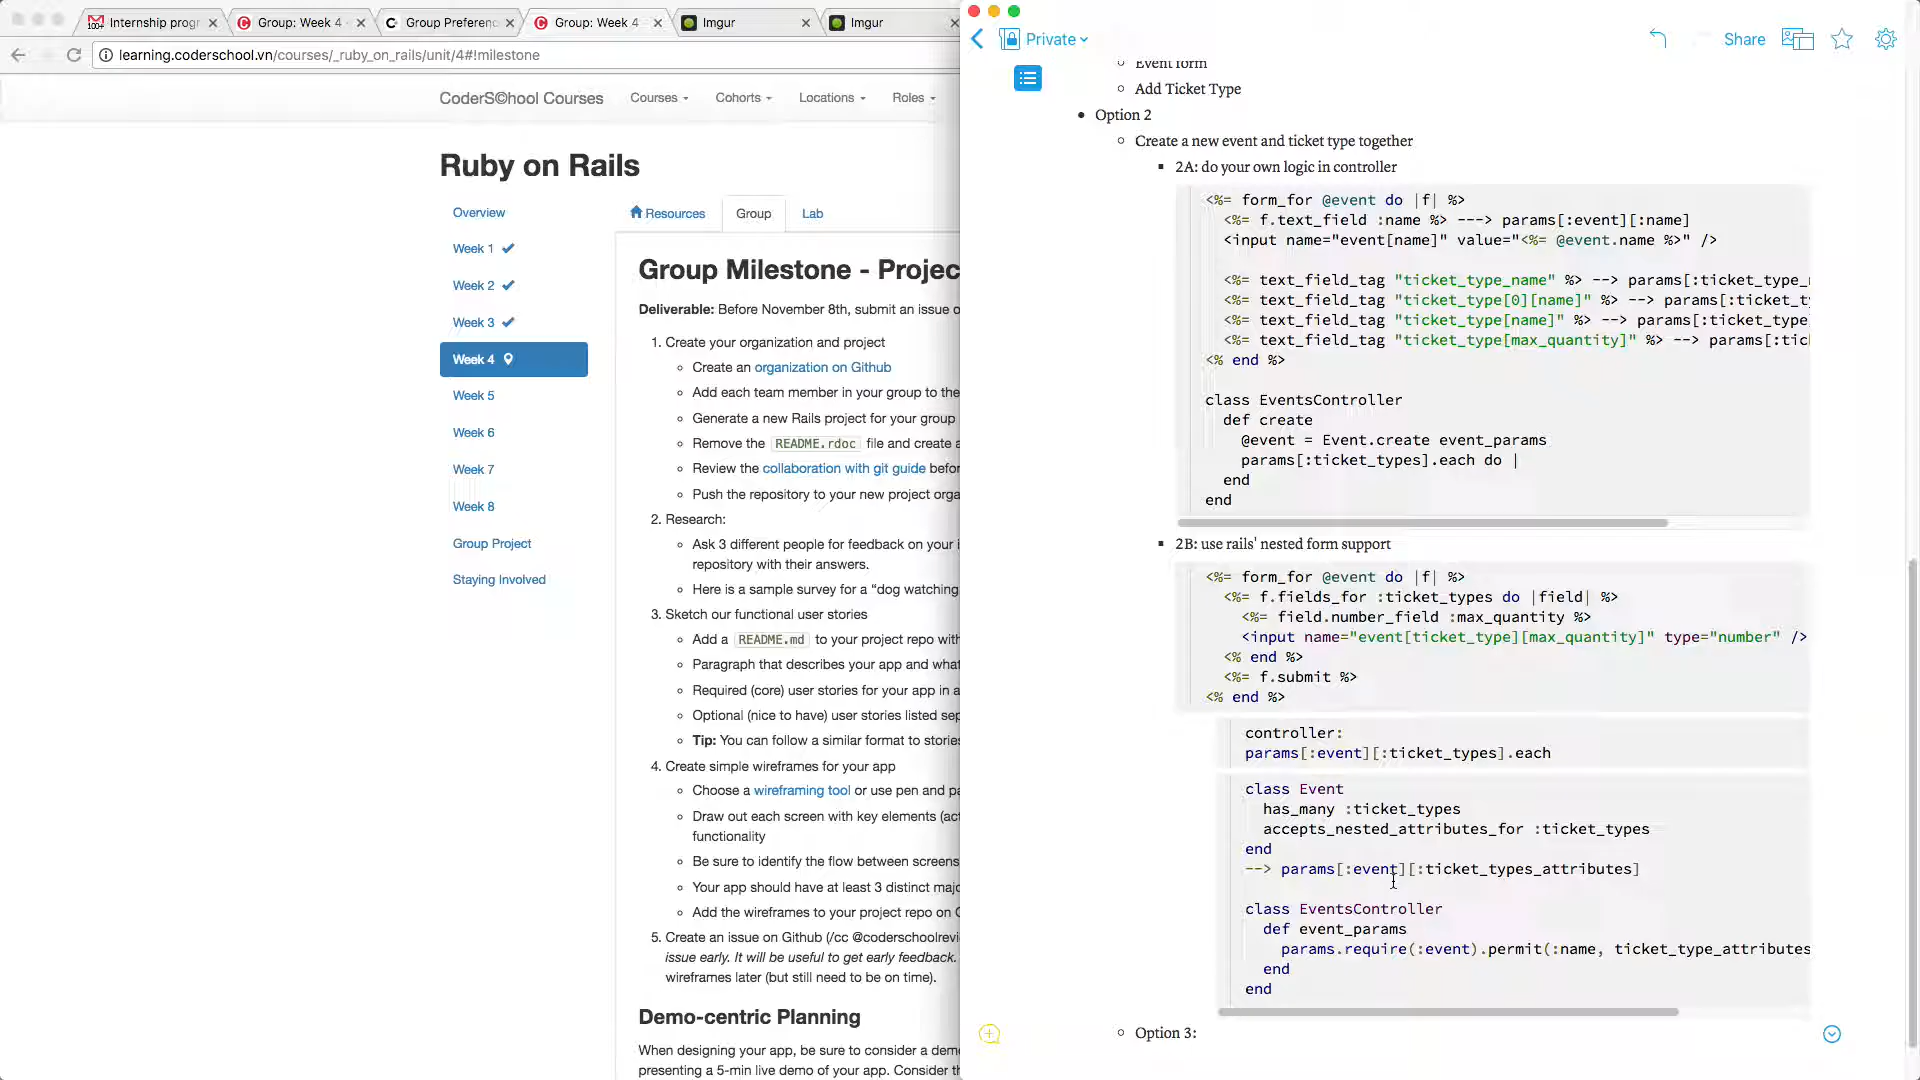 Internship progr
Group: Week 4
Group Preferenc
Group: Week 4
Imgur
Imgur
learning.coderschool.vn/courses/_ruby_on_rails/unit/4#!milestone
CoderS©hool Courses
Courses
Cohorts
Locations
Roles
Ruby on Rails
Overview
Week 1
Week 2
Week 3
Week 4
Week 5
Week 6
Week 7
Week 8
Group Project
Staying Involved
Resources
Group
Lab
Group Milestone - Projec
Deliverable: Before November 8th, submit an issue o
1. Create your organization and project
Create an organization on Github
Add each team member in your group to the
Generate a new Rails project for your group
Remove the README.rdoc file and create a
Review the collaboration with git guide befor
Push the repository to your new project orga
2. Research:
Ask 3 different people for feedback on your i
repository with their answers.
Here is a sample survey for a “dog watching
3. Sketch our functional user stories
Add a README.md to your project repo with
Paragraph that describes your app and what
Required (core) user stories for your app in a
Optional (nice to have) user stories listed sep
Tip: You can follow a similar format to stories
4. Create simple wireframes for your app
Choose a wireframing tool or use pen and pa
Draw out each screen with key elements (act
functionality
Be sure to identify the flow between screens
Your app should have at least 3 distinct majo
Add the wireframes to your project repo on G
5. Create an issue on Github (/cc @coderschoolrevi
issue early. It will be useful to get early feedback.
wireframes later (but still need to be on time).
Demo-centric Planning
When designing your app, be sure to consider a dem
presenting a 5-min live demo of your app. Consider th
Private
Share
Event form
Add Ticket Type
Option 2
Create a new event and ticket type together
2A: do your own logic in controller
<%= form_for @event do |f| %>
<%= f.text_field :name %> ---> params[:event][:name]
<input name="event[name]" value="<%= @event.name %>" />
<%= text_field_tag "ticket_type_name" %> --> params[:ticket_type_n
<%= text_field_tag "ticket_type[0][name]" %> --> params[:ticket_ty
<%= text_field_tag "ticket_type[name]" %> --> params[:ticket_type
<%= text_field_tag "ticket_type[max_quantity]" %> --> params[:tic
<% end %>
class EventsController
def create
@event = Event.create event_params
params[:ticket_types].each do |
end
end
2B: use rails' nested form support
<%= form_for @event do |f| %>
<%= f.fields_for :ticket_types do |field| %>
<%= field.number_field :max_quantity %>
<input name="event[ticket_type][max_quantity]" type="number" />
<% end %>
<%= f.submit %>
<% end %>
controller:
params[:event][:ticket_types].each
class Event
has_many :ticket_types
accepts_nested_attributes_for :ticket_types
end
--> params[:event][:ticket_types_attributes]
class EventsController
def event_params
params.require(:event).permit(:name, ticket_type_attributes
end
end
Option 3: